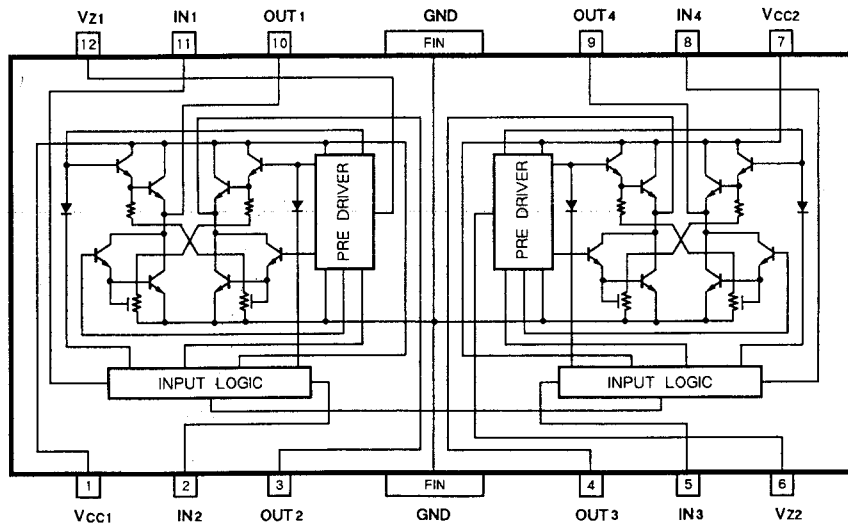 VZ1 IN1 OUT1 GND OUT4 IN4 VCC2
12 11 10 FIN 9 8 7
PRE DRIVER PRE DRIVER
INPUT LOGIC INPUT LOGIC
1 2 3 FIN 4 5 6
VCC1 IN2 OUT2 GND OUT3 IN3 VZ2